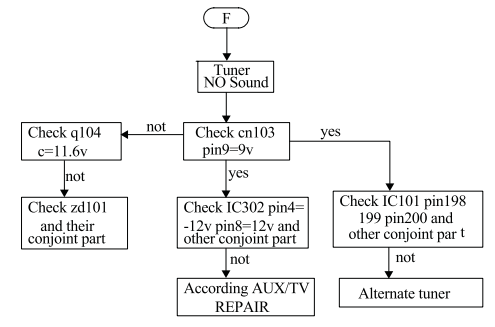 F
Tuner
NO Sound
not
Check q104
c=11.6v
Check cn103
pin9=9v
yes
not
yes
Check zd101
and their
conjoint part
Check IC302 pin4=
-12v pin8=12v and
other conjoint part
Check IC101 pin198
199 pin200 and
other conjoint par t
not
not
According AUX/TV
REPAIR
Alternate tuner